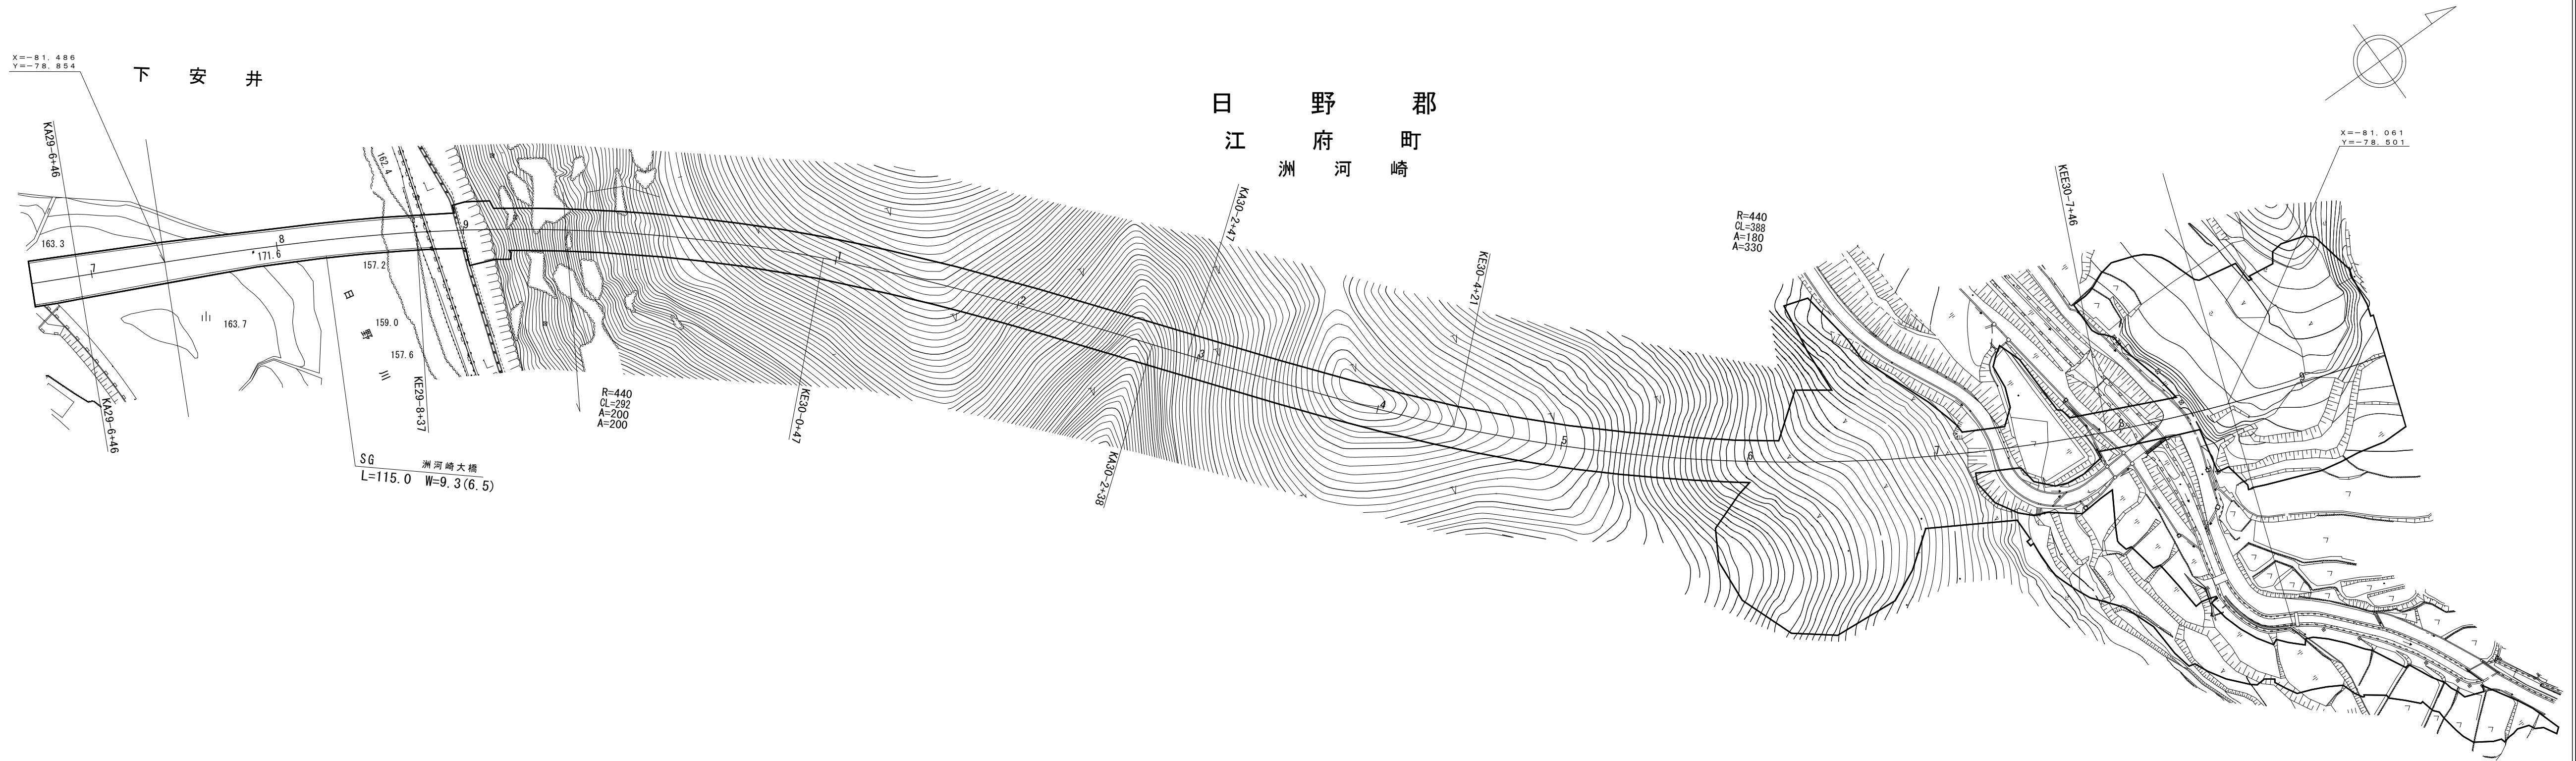 X=-81.486
Y=-78.854
下安井
KA29-6+46
163.3
7
8
171.6
163.7
KA29-6+46
162.4
9
157.2
日野川
159.0
157.6
KE29-8+37
SG 洲河崎大橋
L=115.0 W=9.3(6.5)
R=440
CL=292
A=200
A=200
日野郡
江府町
洲河崎
1
KE30-0+47
2
KA30-2+47
3
KA30-2+38
4
KE30-4+21
5
6
R=440
CL=388
A=180
A=330
7
KEE30-7+46
8
9
X=-81.061
Y=-78.501